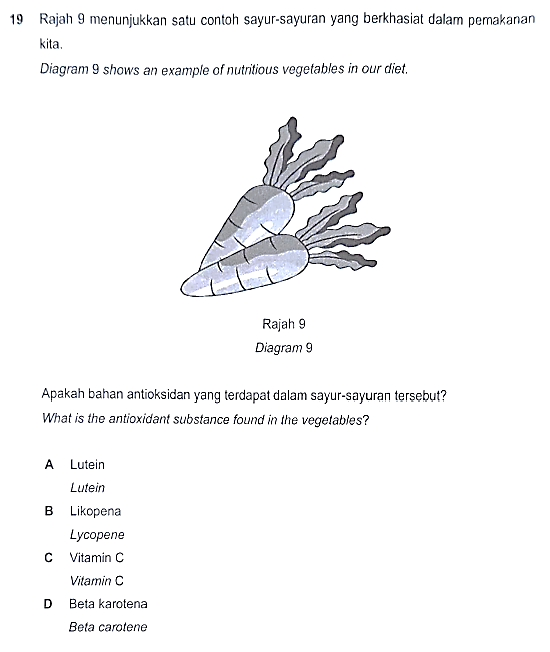 19 Rajah 9 menunjukkan satu contoh sayur-sayuran yang berkhasiat dalam pemakanan
kita.
Diagram 9 shows an example of nutritious vegetables in our diet.
Rajah 9
Diagram 9
Apakah bahan antioksidan yang terdapat dalam sayur-sayuran tersebut?
What is the antioxidant substance found in the vegetables?
A Lutein
Lutein
B Likopena
Lycopene
C Vitamin C
Vitamin C
D Beta karotena
Beta carotene